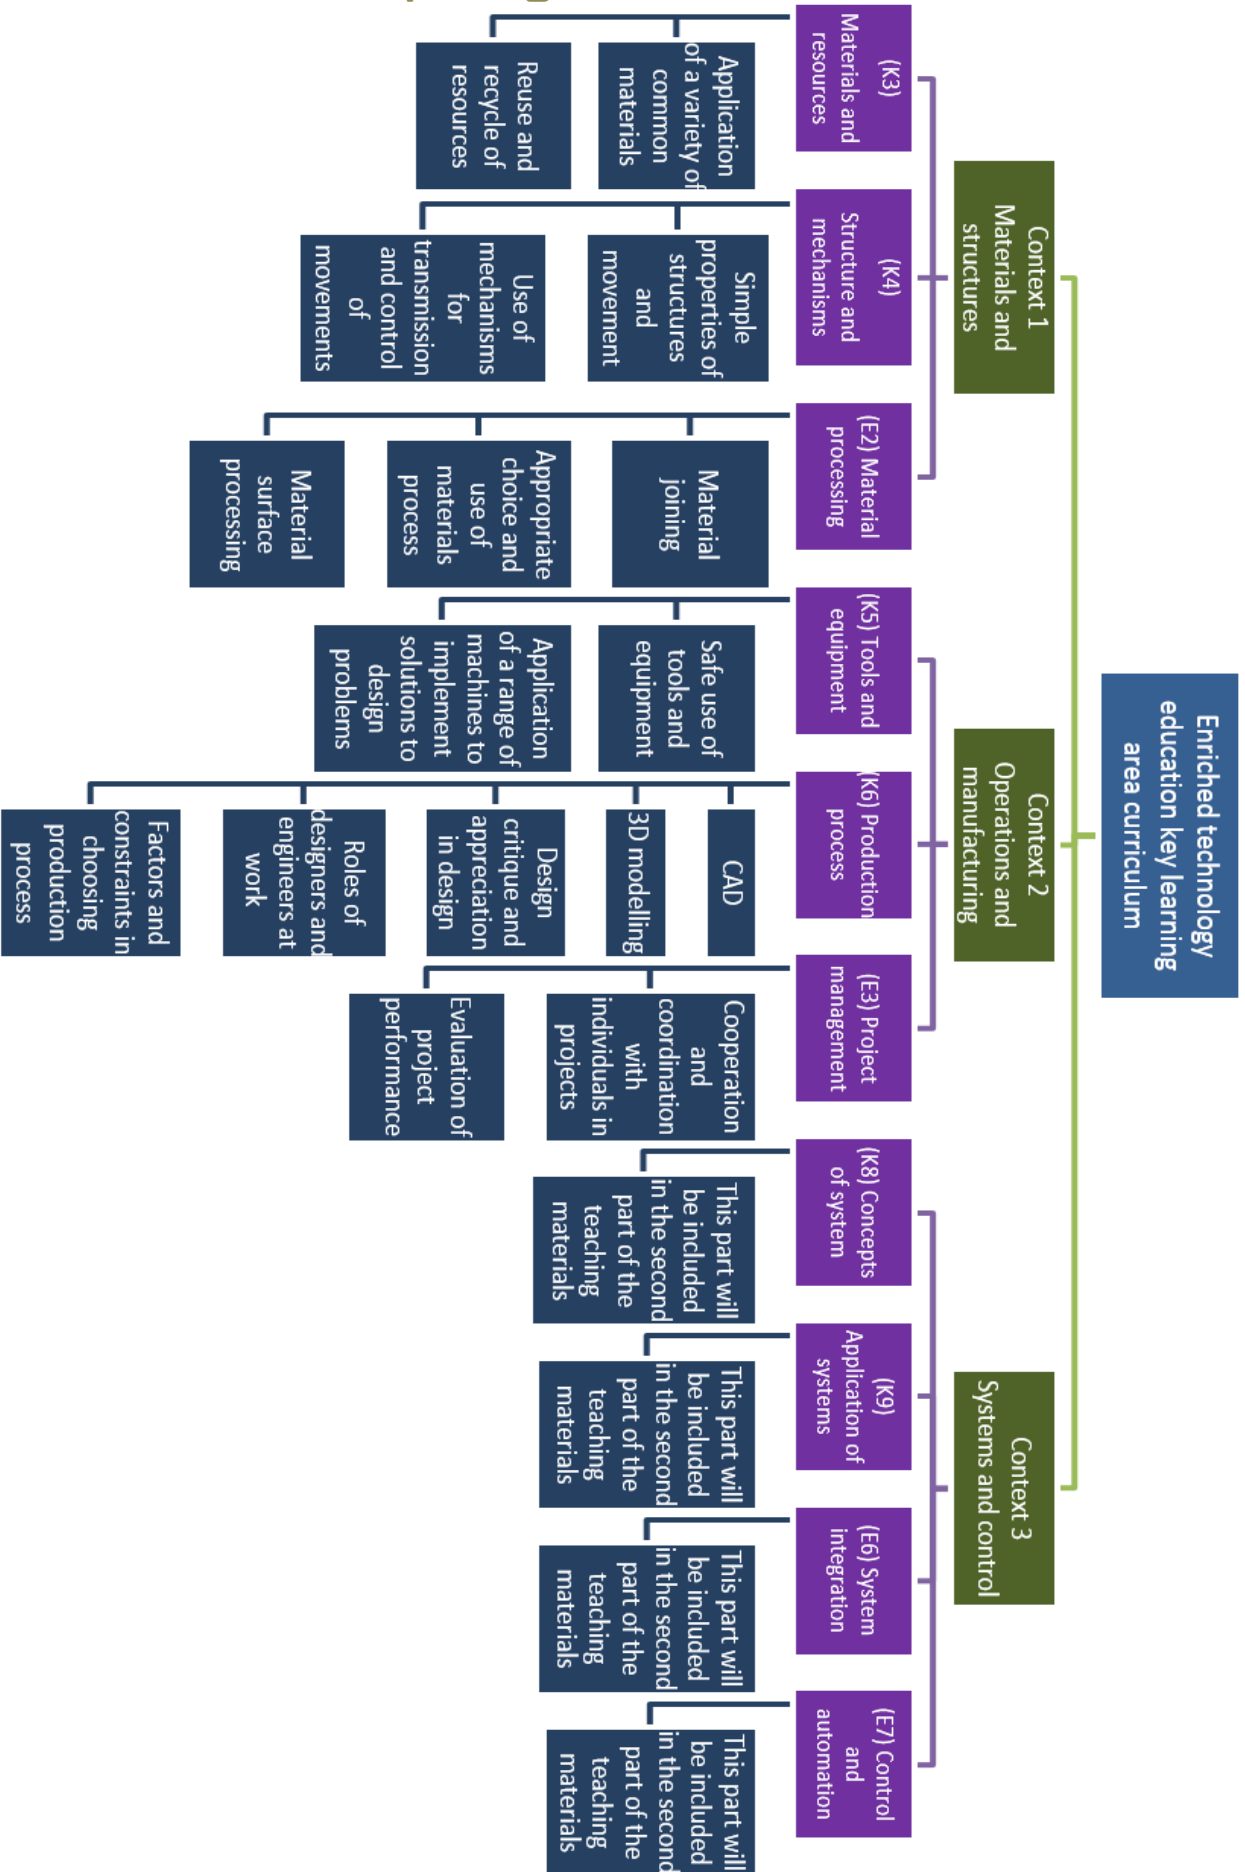 Enriched technology
education key learning
area curriculum
Context 1
Materials and
structures
(K3)
Materials and
resources
Application
of a variety of
common
materials
Reuse and
recycle of
resources
(K4)
Structure and
mechanisms
Simple
properties of
structures
and
movement
Use of
mechanisms
for
transmission
and control
of
movements
(E2) Material
processing
Material
joining
Appropriate
choice and
use of
materials
process
Material
surface
processing
Context 2
Operations and
manufacturing
(K5) Tools and
equipment
Safe use of
tools and
equipment
Application
of a range of
machines to
implement
solutions to
design
problems
(K6) Production
process
CAD
3D modelling
Design
critique and
appreciation
in design
Roles of
designers and
engineers at
work
Factors and
constraints in
choosing
production
process
(E3) Project
management
Cooperation
and
coordination
with
individuals in
projects
Evaluation of
project
performance
Context 3
Systems and control
(K8) Concepts
of system
This part will
be included
in the second
part of the
teaching
materials
(K9)
Application of
systems
This part will
be included
in the second
part of the
teaching
materials
(E6) System
integration
This part will
be included
in the second
part of the
teaching
materials
(E7) Control
and
automation
This part will
be included
in the second
part of the
teaching
materials